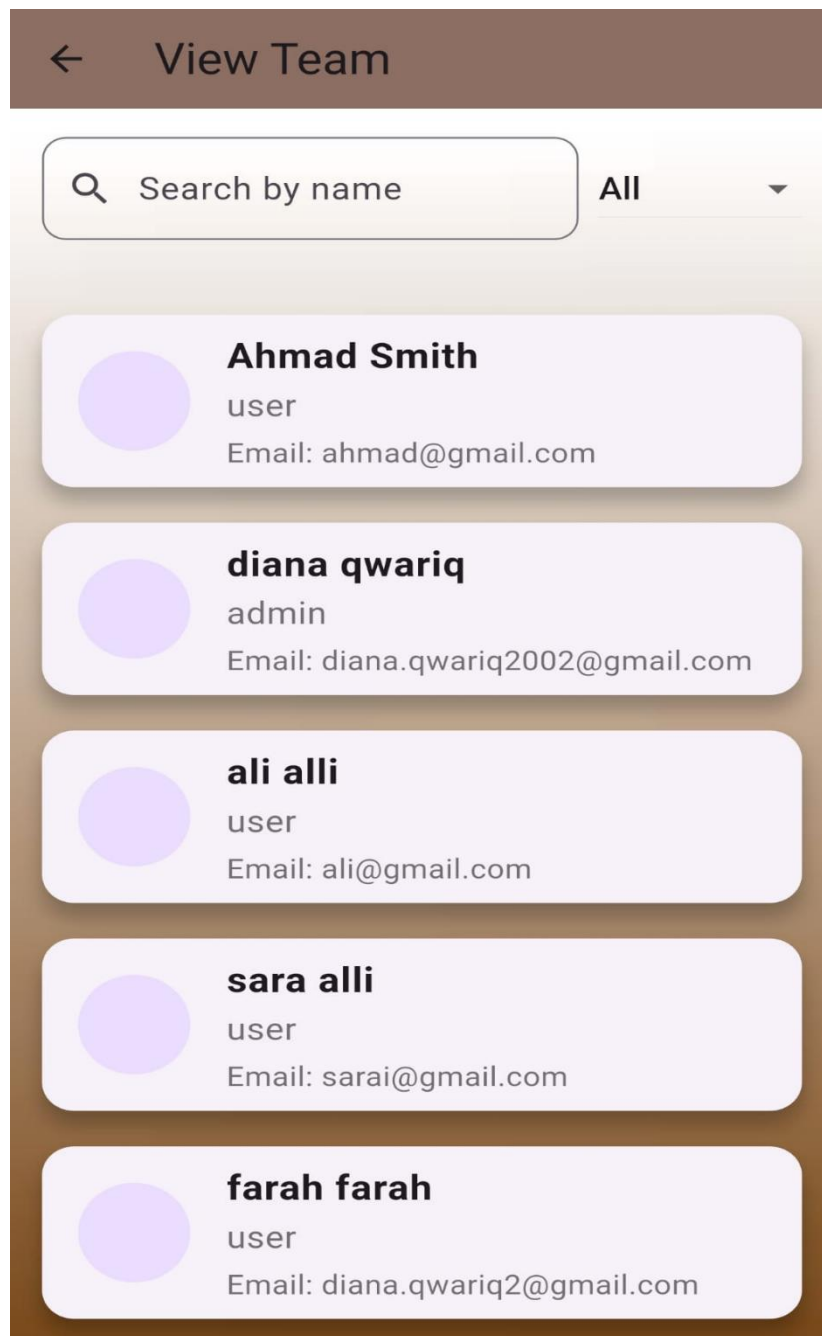 View Team
Search by name
All
Ahmad Smith
user
Email: ahmad@gmail.com
diana qwariq
admin
Email: diana.qwariq2002@gmail.com
ali alli
user
Email: ali@gmail.com
sara alli
user
Email: sarai@gmail.com
farah farah
user
Email: diana.qwariq2@gmail.com